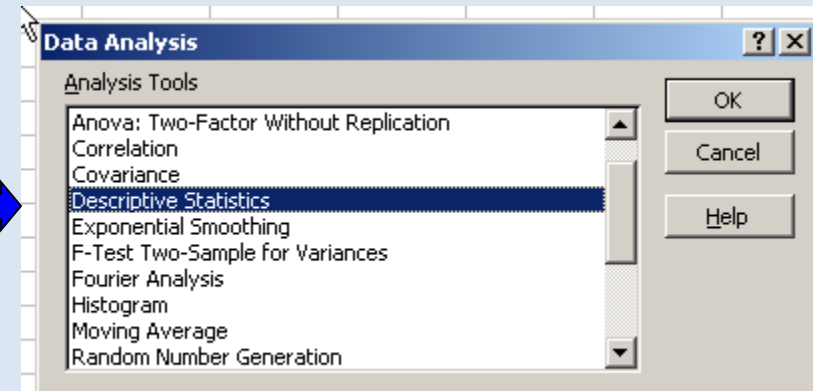 Data Analysis
Analysis Tools
Anova: Two-Factor Without Replication
Correlation
Covariance
Descriptive Statistics
Exponential Smoothing
F-Test Two-Sample for Variances
Fourier Analysis
Histogram
Moving Average
Random Number Generation
OK
Cancel
Help